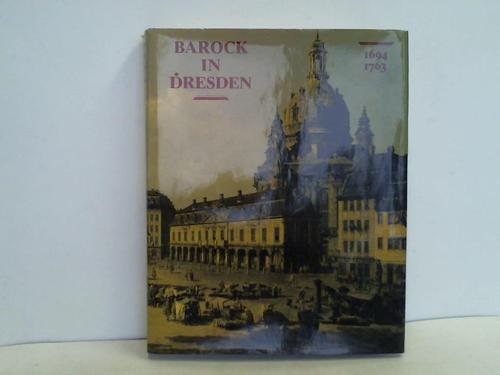 BAROCK
IN
DRESDEN
1694
1763